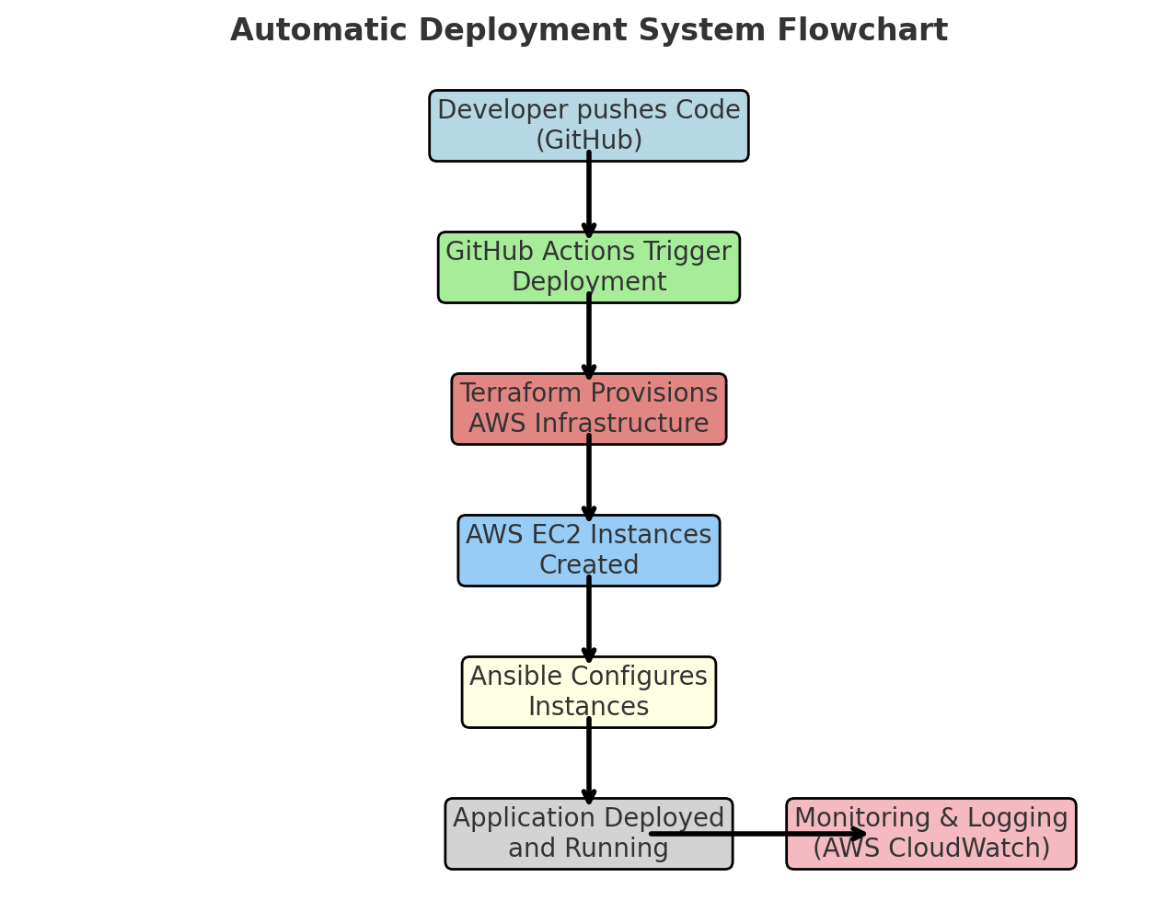 Automatic Deployment System Flowchart
Developer pushes Code
(GitHub)
GitHub Actions Trigger
Deployment
Terraform Provisions
AWS Infrastructure
AWS EC2 Instances
Created
Ansible Configures
Instances
Application Deployed
and Running
Monitoring & Logging
(AWS CloudWatch)